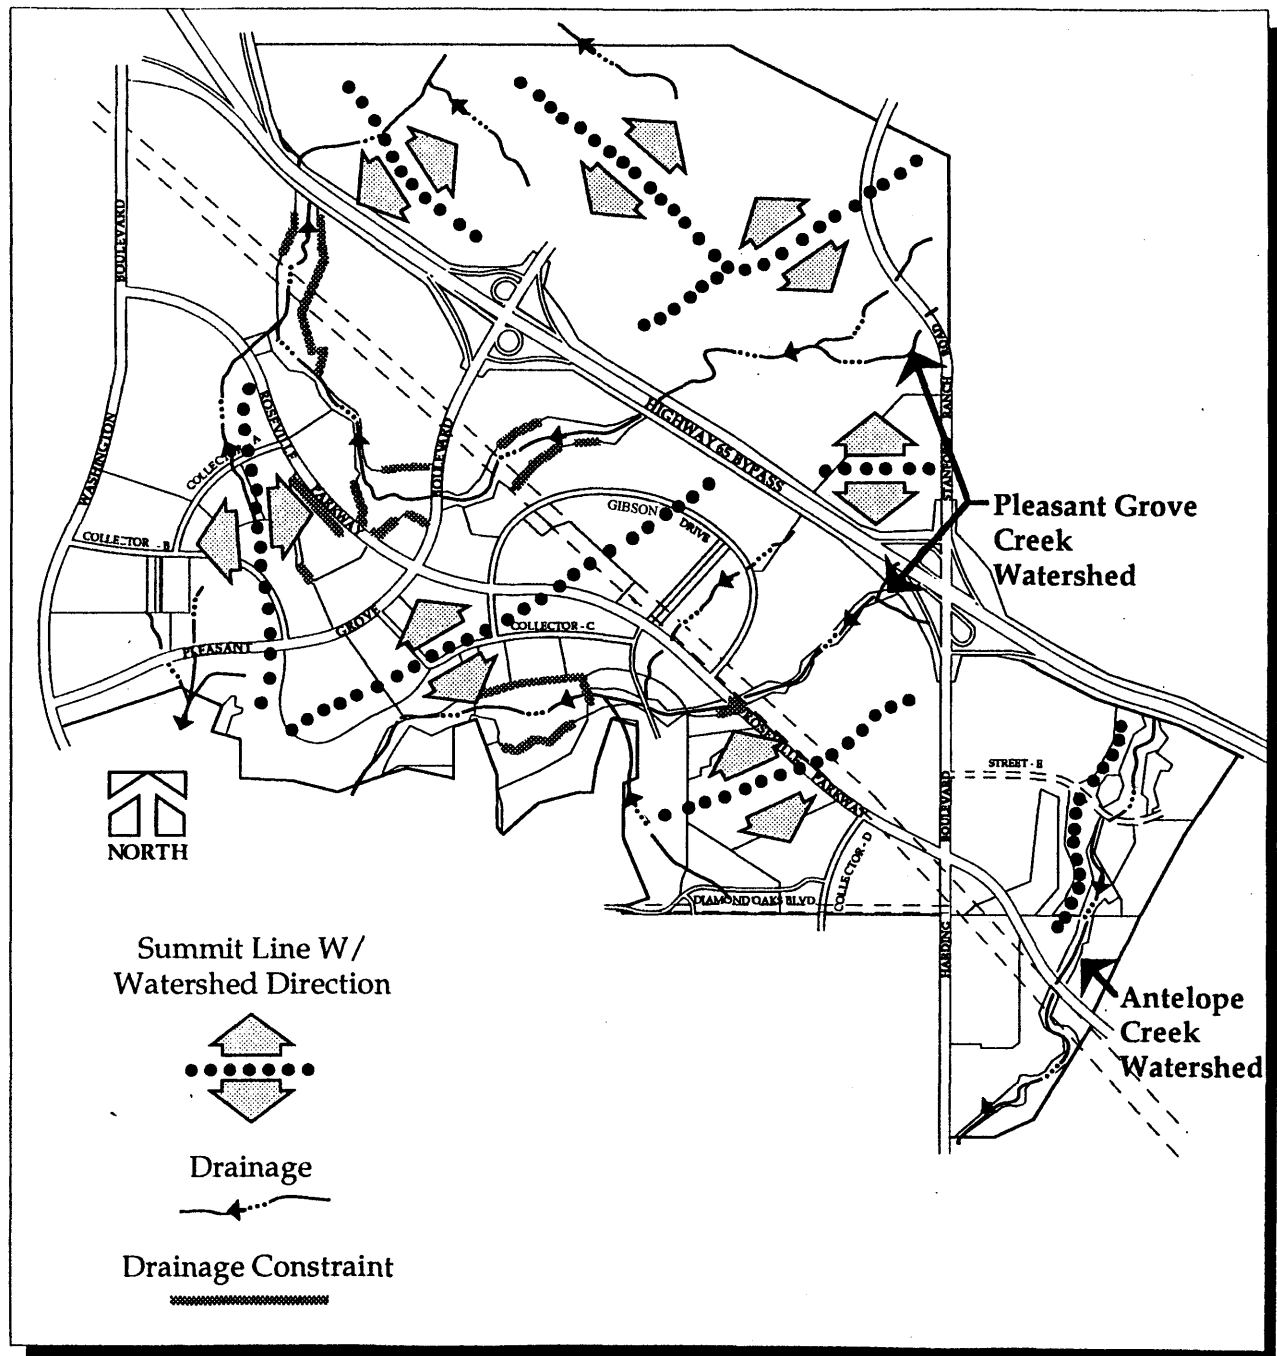 BOULEVARD
WASHINGTON
ROSEVILLE
PARKWAY
COLLECTOR - A
COLLECTOR - B
BOULEVARD
HIGHWAY 65 BYPASS
ROAD
RANCH
STANFORD
GIBSON
DRIVE
Pleasant Grove
Creek
Watershed
PLEASANT
GROVE
COLLECTOR - C
ROSEVILLE
PARKWAY
STREET - E
BOULEVARD
HARDING
COLLECTOR - D
DIAMOND OAKS BLVD.
NORTH
Antelope
Creek
Watershed
Summit Line W/
Watershed Direction
Drainage
Drainage Constraint